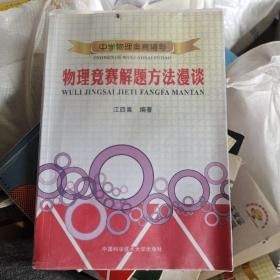 中学物理奥赛辅导
物理竞赛解题方法漫谈
WULI JINGSAI JIETI FANGFA MANTAN
江四喜 编著
中国科学技术大学出版社